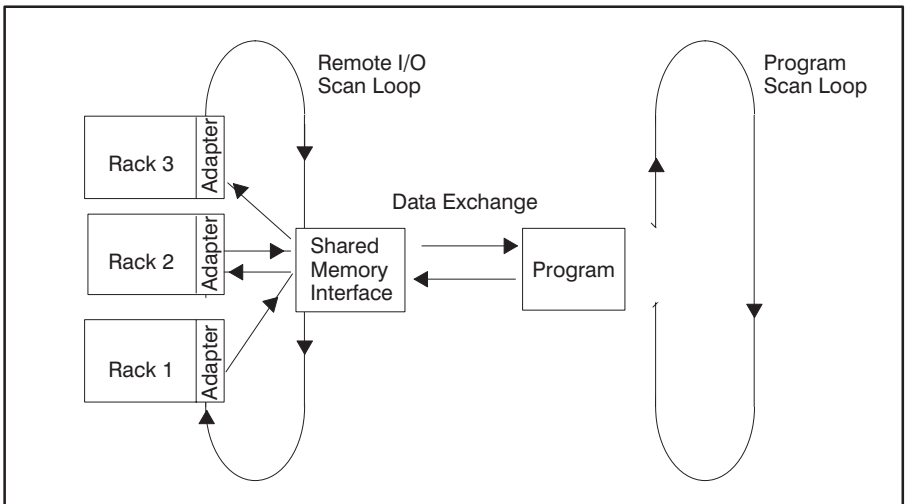 Remote I/O
Scan Loop
Program
Scan Loop
Rack 3
Adapter
Data Exchange
Rack 2
Adapter
Shared
Memory
Interface
Program
Rack 1
Adapter